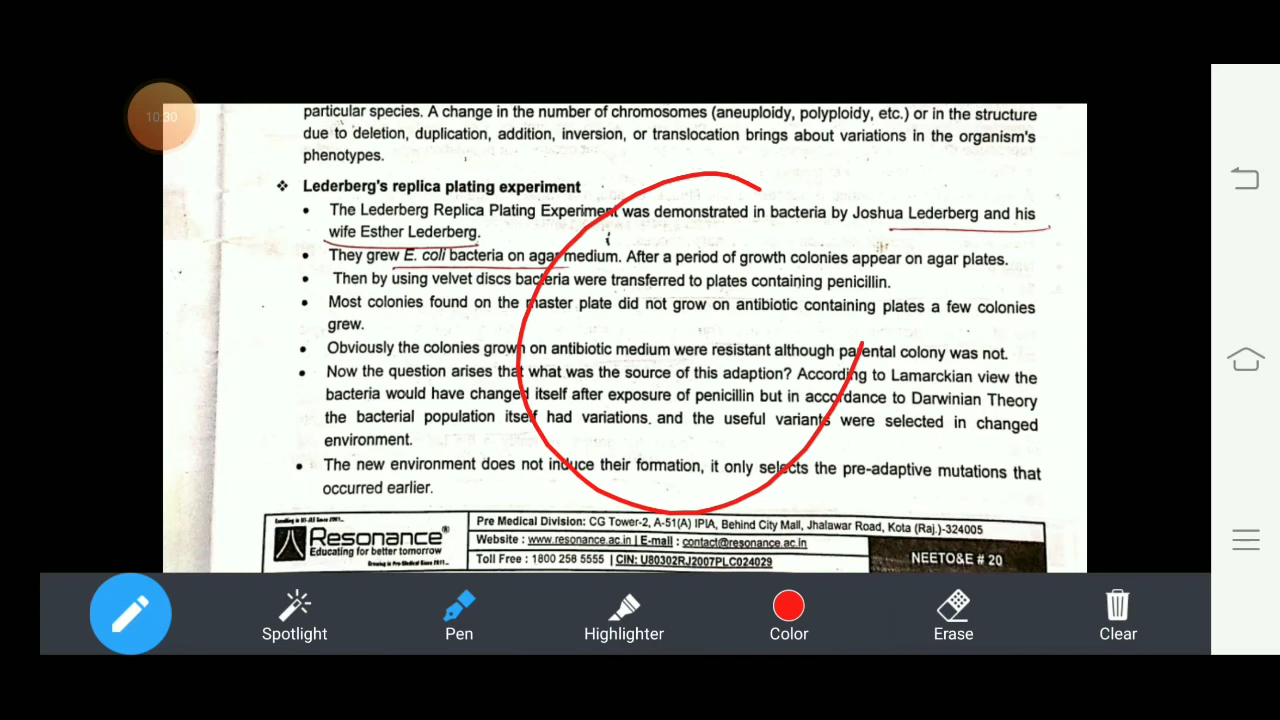 10:30
particular species. A change in the number of chromosomes (aneuploidy, polyploidy, etc.) or in the structure
due to deletion, duplication, addition, inversion, or translocation brings about variations in the organism's
phenotypes.
❖ Lederberg's replica plating experiment
• The Lederberg Replica Plating Experiment was demonstrated in bacteria by Joshua Lederberg and his
wife Esther Lederberg.
• They grew E. coli bacteria on agar medium. After a period of growth colonies appear on agar plates.
• Then by using velvet discs bacteria were transferred to plates containing penicillin.
• Most colonies found on the master plate did not grow on antibiotic containing plates a few colonies
grew.
• Obviously the colonies grown on antibiotic medium were resistant although parental colony was not.
• Now the question arises that what was the source of this adaption? According to Lamarckian view the
bacteria would have changed itself after exposure of penicillin but in accordance to Darwinian Theory
the bacterial population itself had variations and the useful variants were selected in changed
environment.
• The new environment does not induce their formation, it only selects the pre-adaptive mutations that
occurred earlier.
Resonance®
Educating for better tomorrow
Pre Medical Division: CG Tower-2, A-51(A) IPIA, Behind City Mall, Jhalawar Road, Kota (Raj.)-324005
Website : www.resonance.ac.in | E-mail : contact@resonance.ac.in
Toll Free : 1800 258 5555 | CIN: U80302RJ2007PLC024029
NEETO&E # 20
Spotlight
Pen
Highlighter
Color
Erase
Clear